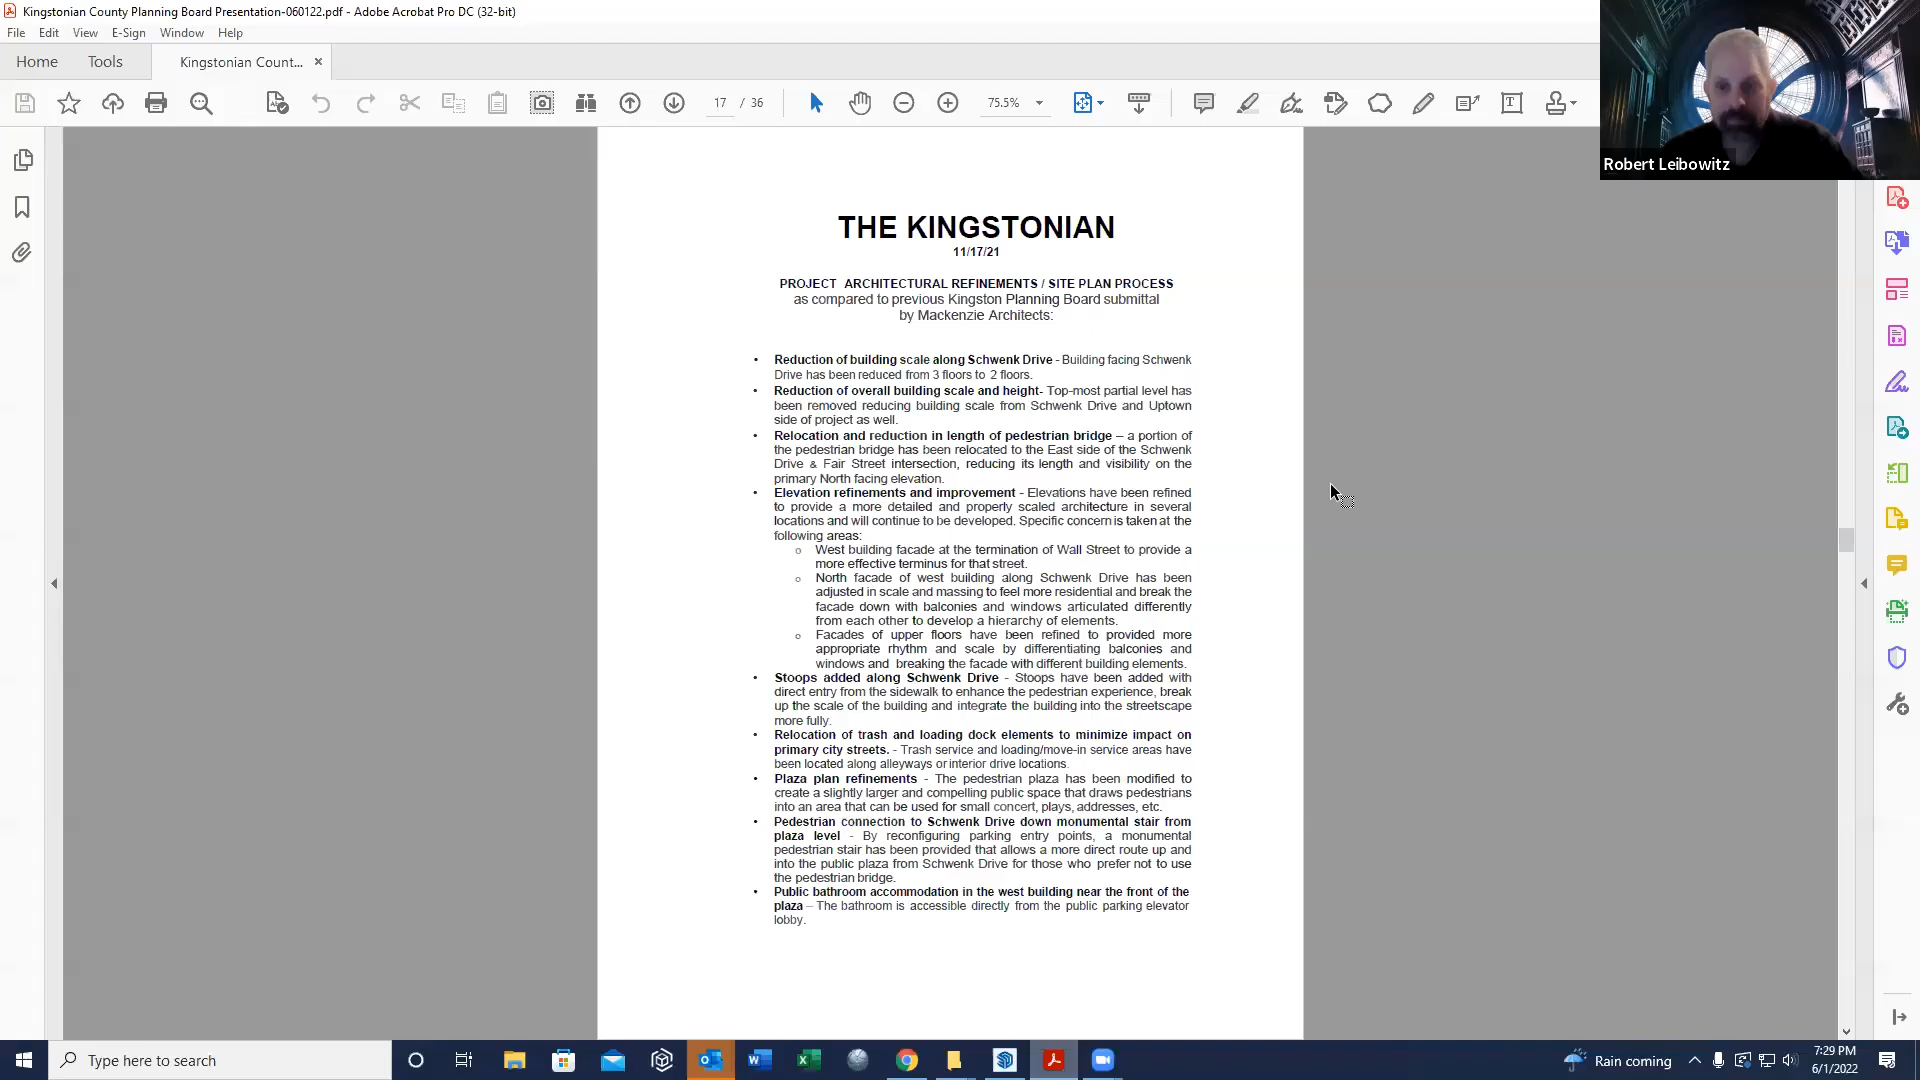 Kingstonian County Planning Board Presentation-060122.pdf - Adobe Acrobat Pro DC (32-bit)
File Edit View E-Sign Window Help
Home Tools Kingstonian Count... ×
17 / 36 75.5%
Robert Leibowitz
THE KINGSTONIAN
11/17/21
PROJECT ARCHITECTURAL REFINEMENTS / SITE PLAN PROCESS
as compared to previous Kingston Planning Board submittal
by Mackenzie Architects:
• Reduction of building scale along Schwenk Drive - Building facing Schwenk
Drive has been reduced from 3 floors to 2 floors.
• Reduction of overall building scale and height- Top-most partial level has
been removed reducing building scale from Schwenk Drive and Uptown
side of project as well.
• Relocation and reduction in length of pedestrian bridge – a portion of
the pedestrian bridge has been relocated to the East side of the Schwenk
Drive & Fair Street intersection, reducing its length and visibility on the
primary North facing elevation.
• Elevation refinements and improvement - Elevations have been refined
to provide a more detailed and properly scaled architecture in several
locations and will continue to be developed. Specific concern is taken at the
following areas:
o West building facade at the termination of Wall Street to provide a
more effective terminus for that street.
o North facade of west building along Schwenk Drive has been
adjusted in scale and massing to feel more residential and break the
facade down with balconies and windows articulated differently
from each other to develop a hierarchy of elements.
o Facades of upper floors have been refined to provided more
appropriate rhythm and scale by differentiating balconies and
windows and breaking the facade with different building elements.
• Stoops added along Schwenk Drive - Stoops have been added with
direct entry from the sidewalk to enhance the pedestrian experience, break
up the scale of the building and integrate the building into the streetscape
more fully.
• Relocation of trash and loading dock elements to minimize impact on
primary city streets. - Trash service and loading/move-in service areas have
been located along alleyways or interior drive locations.
• Plaza plan refinements - The pedestrian plaza has been modified to
create a slightly larger and compelling public space that draws pedestrians
into an area that can be used for small concert, plays, addresses, etc.
• Pedestrian connection to Schwenk Drive down monumental stair from
plaza level - By reconfiguring parking entry points, a monumental
pedestrian stair has been provided that allows a more direct route up and
into the public plaza from Schwenk Drive for those who prefer not to use
the pedestrian bridge.
• Public bathroom accommodation in the west building near the front of the
plaza – The bathroom is accessible directly from the public parking elevator
lobby.
Type here to search
Rain coming
7:29 PM
6/1/2022